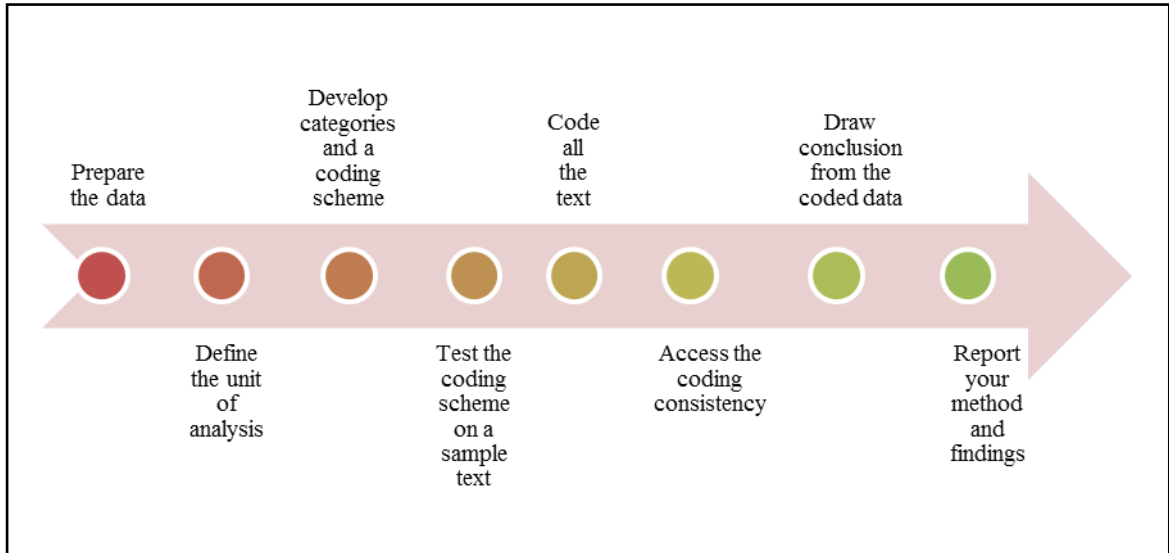 Prepare
the data
Define
the unit
of
analysis
Develop
categories
and a
coding
scheme
Test the
coding
scheme
on a
sample
text
Code
all
the
text
Access the
coding
consistency
Draw
conclusion
from the
coded data
Report
your
method
and
findings